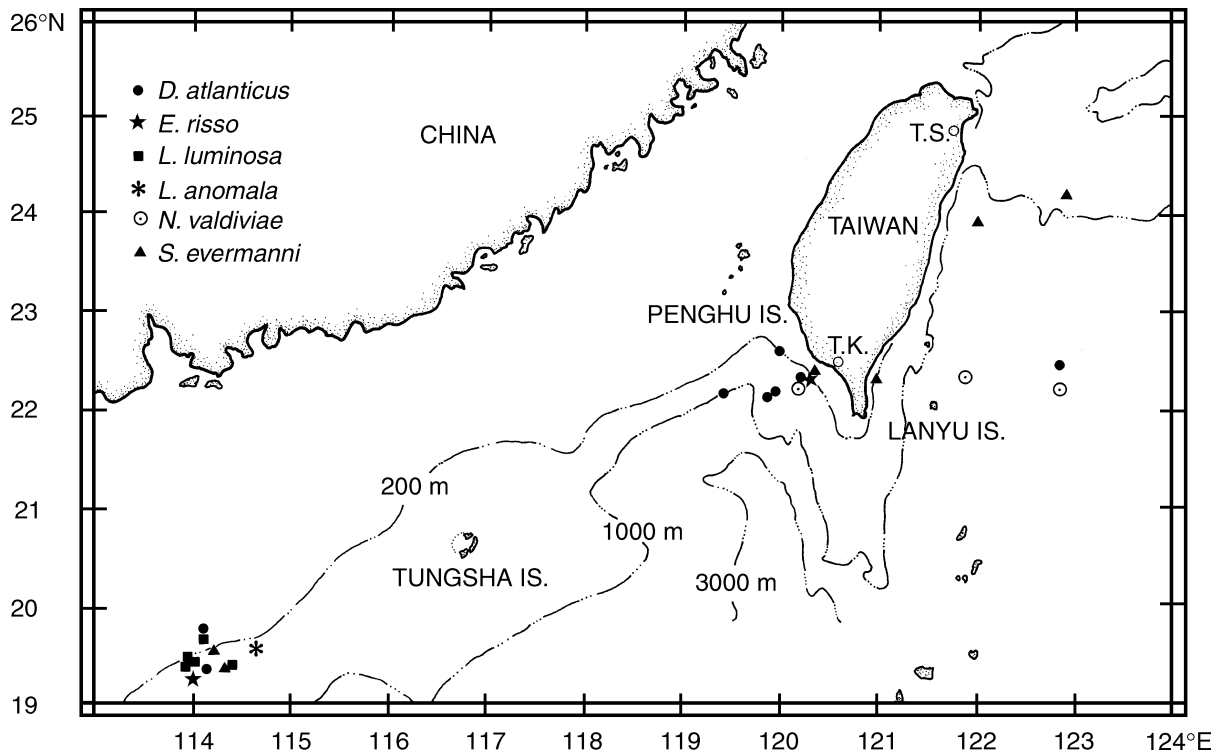 26°N
25
24
23
22
21
20
19
D. atlanticus
E. risso
L. luminosa
L. anomala
N. valdiviae
S. evermanni
CHINA
T.S.
TAIWAN
PENGHU IS.
T.K.
LANYU IS.
200 m
1000 m
3000 m
TUNGSHA IS.
114 115 116 117 118 119 120 121 122 123 124°E